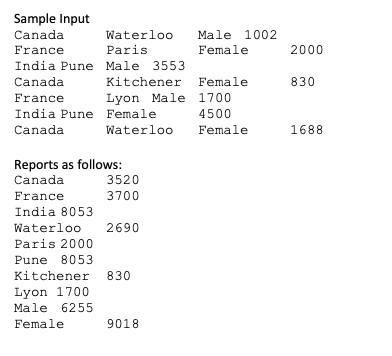 Sample Input
Canada Waterloo Male 1002
France Paris Female 2000
India Pune Male 3553
Canada Kitchener Female 830
France Lyon Male 1700
India Pune Female 4500
Canada Waterloo Female 1688
Reports as follows:
Canada 3520
France 3700
India 8053
Waterloo 2690
Paris 2000
Pune 8053
Kitchener 830
Lyon 1700
Male 6255
Female 9018